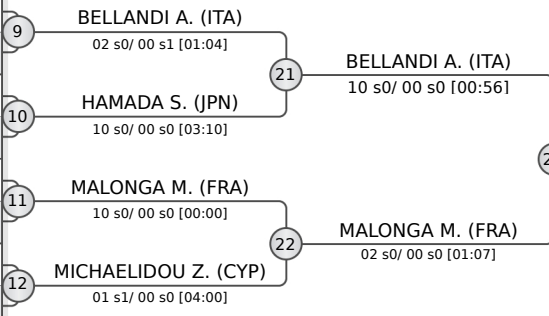 9
BELLANDI A. (ITA)
02 s0/ 00 s1 [01:04]
21
BELLANDI A. (ITA)
10 s0/ 00 s0 [00:56]
10
HAMADA S. (JPN)
10 s0/ 00 s0 [03:10]
11
MALONGA M. (FRA)
10 s0/ 00 s0 [00:00]
22
MALONGA M. (FRA)
02 s0/ 00 s0 [01:07]
12
MICHAELIDOU Z. (CYP)
01 s1/ 00 s0 [04:00]